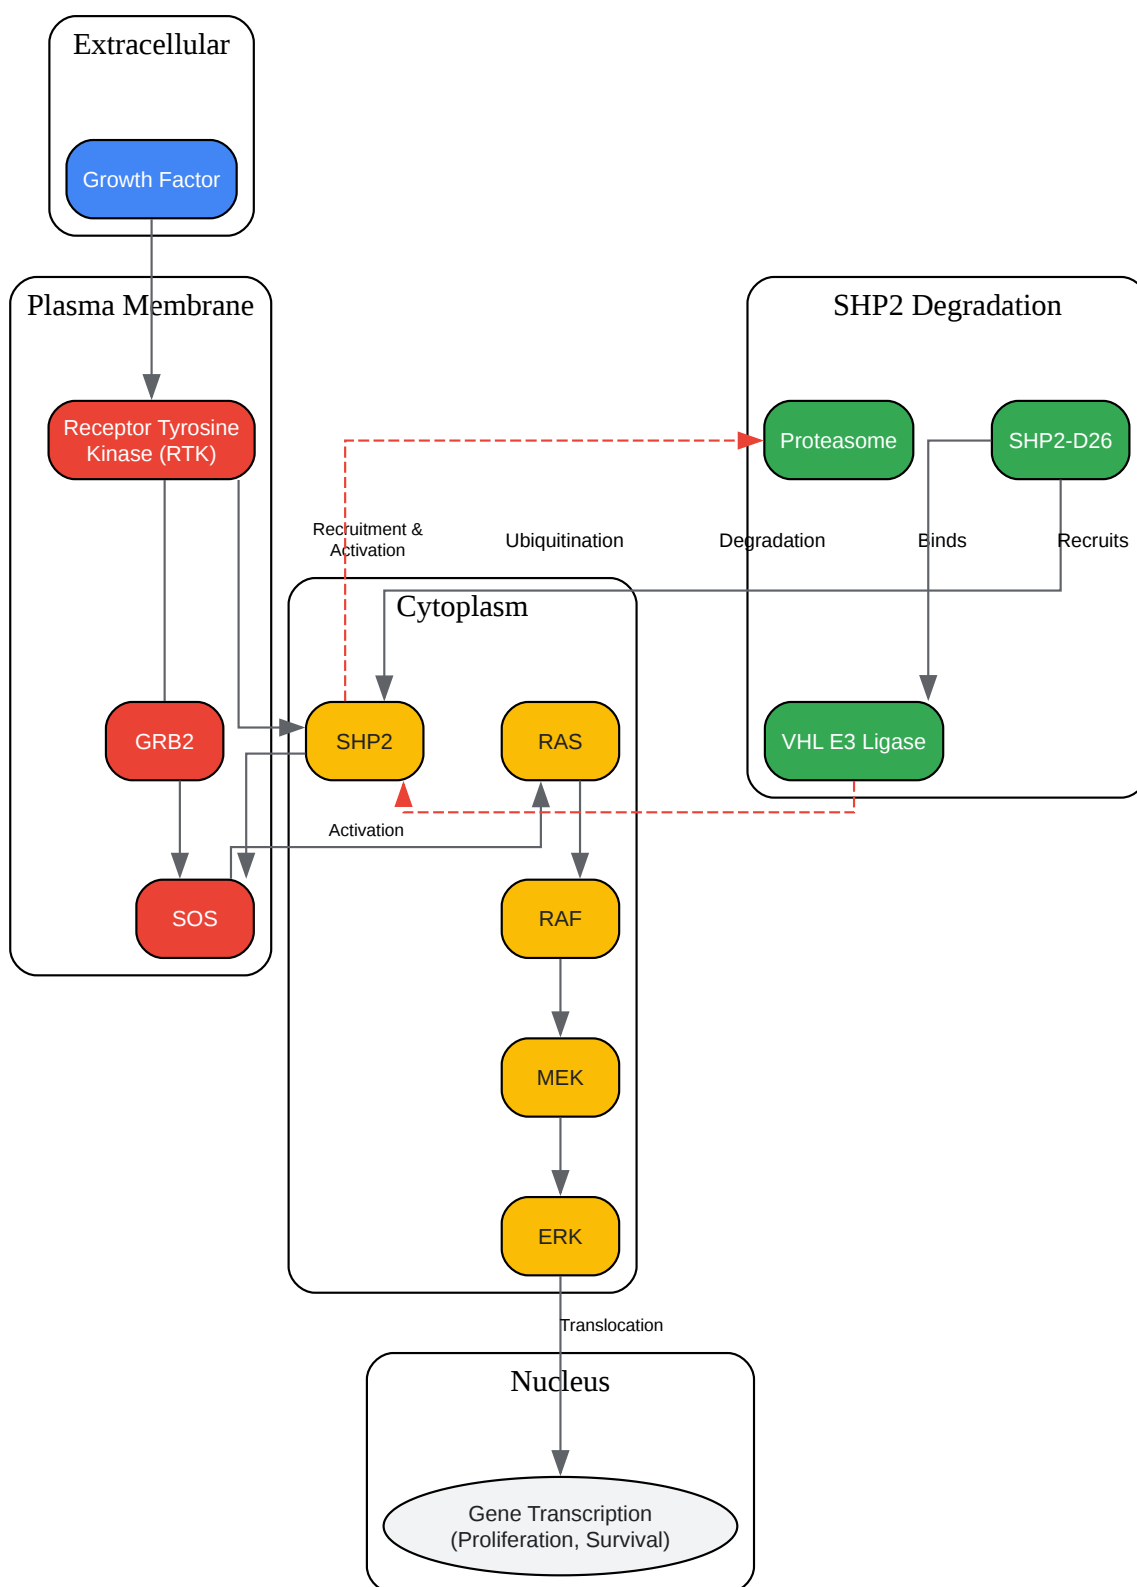 Extracellular
Growth Factor
Plasma Membrane
SHP2 Degradation
Receptor Tyrosine
Kinase (RTK)
Proteasome
SHP2-D26
Recruitment &
Activation
Ubiquitination
Degradation
Binds
Recruits
Cytoplasm
GRB2
SHP2
RAS
VHL E3 Ligase
Activation
SOS
RAF
MEK
ERK
Translocation
Nucleus
Gene Transcription
(Proliferation, Survival)